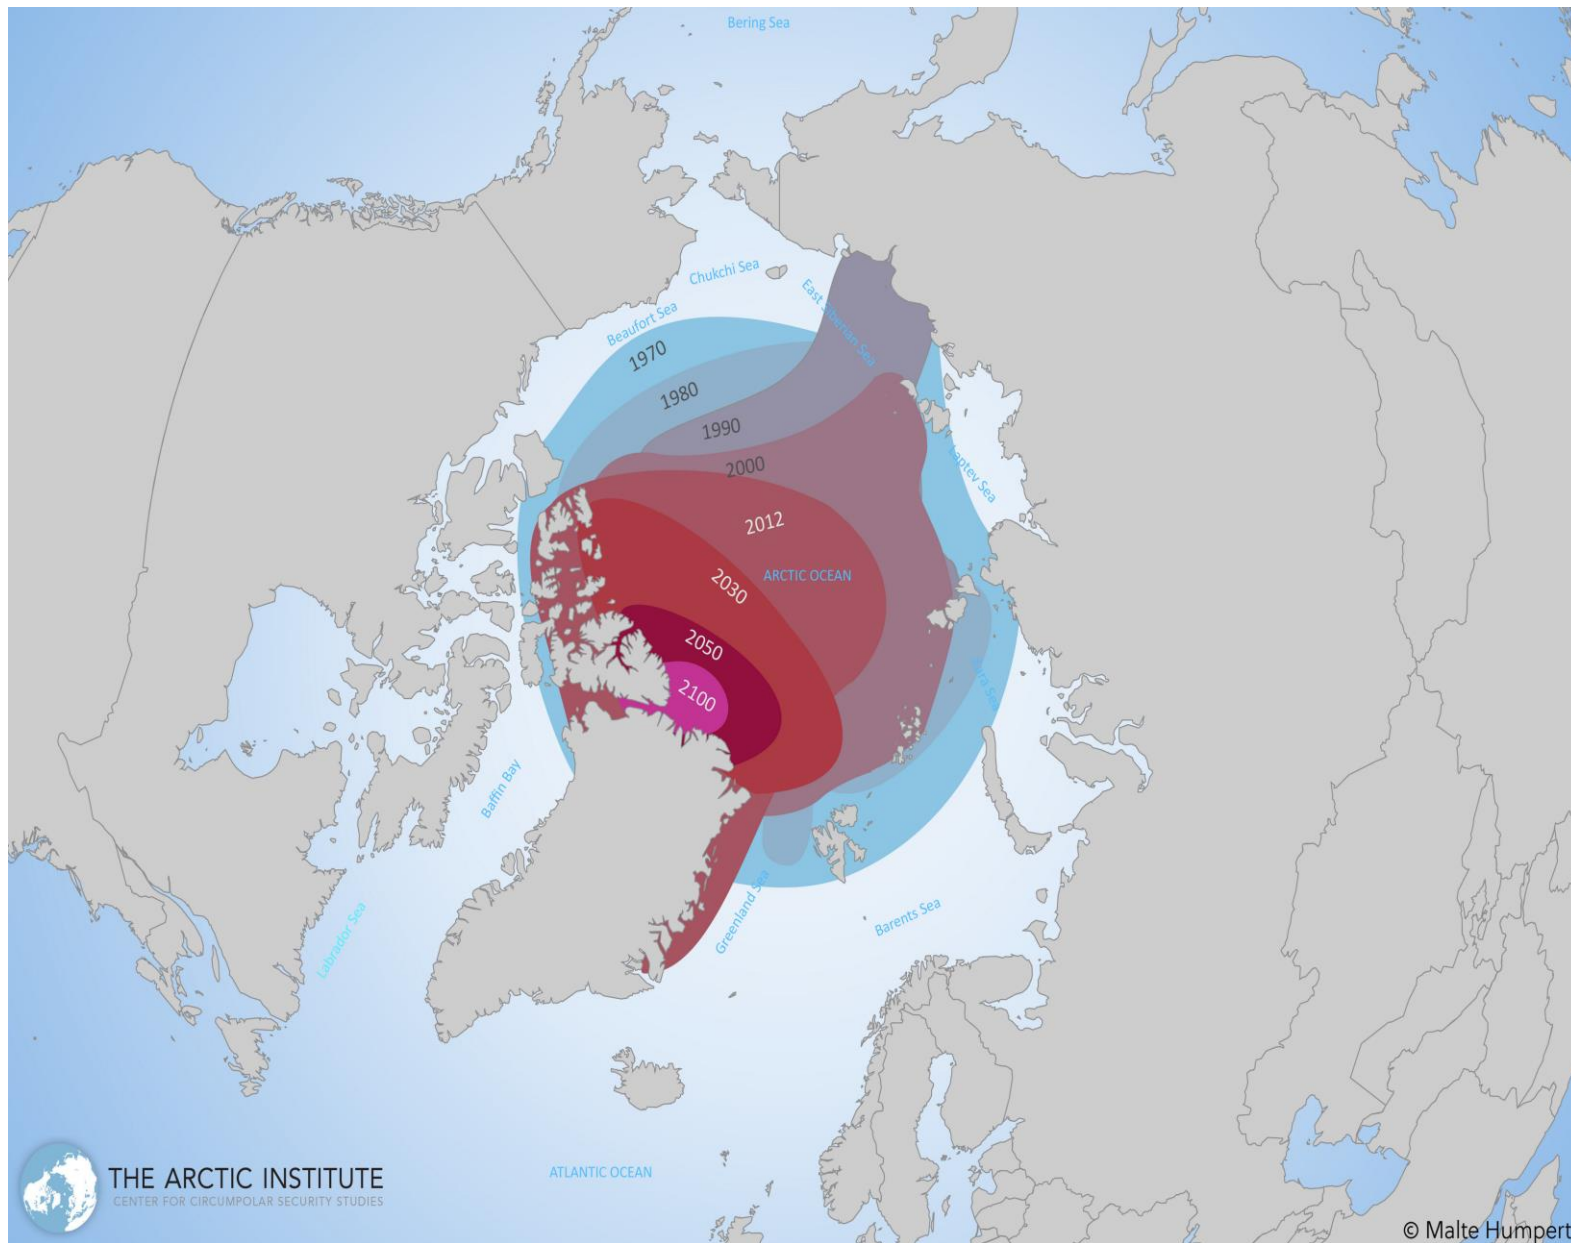 Bering Sea
Chukchi Sea
East Siberian Sea
Beaufort Sea
1970
1980
1990
2000
Laptev Sea
2012
ARCTIC OCEAN
2030
2050
Kara Sea
2100
Baffin Bay
Greenland Sea
Barents Sea
Labrador Sea
ATLANTIC OCEAN
THE ARCTIC INSTITUTE
CENTER FOR CIRCUMPOLAR SECURITY STUDIES
© Malte Humpert